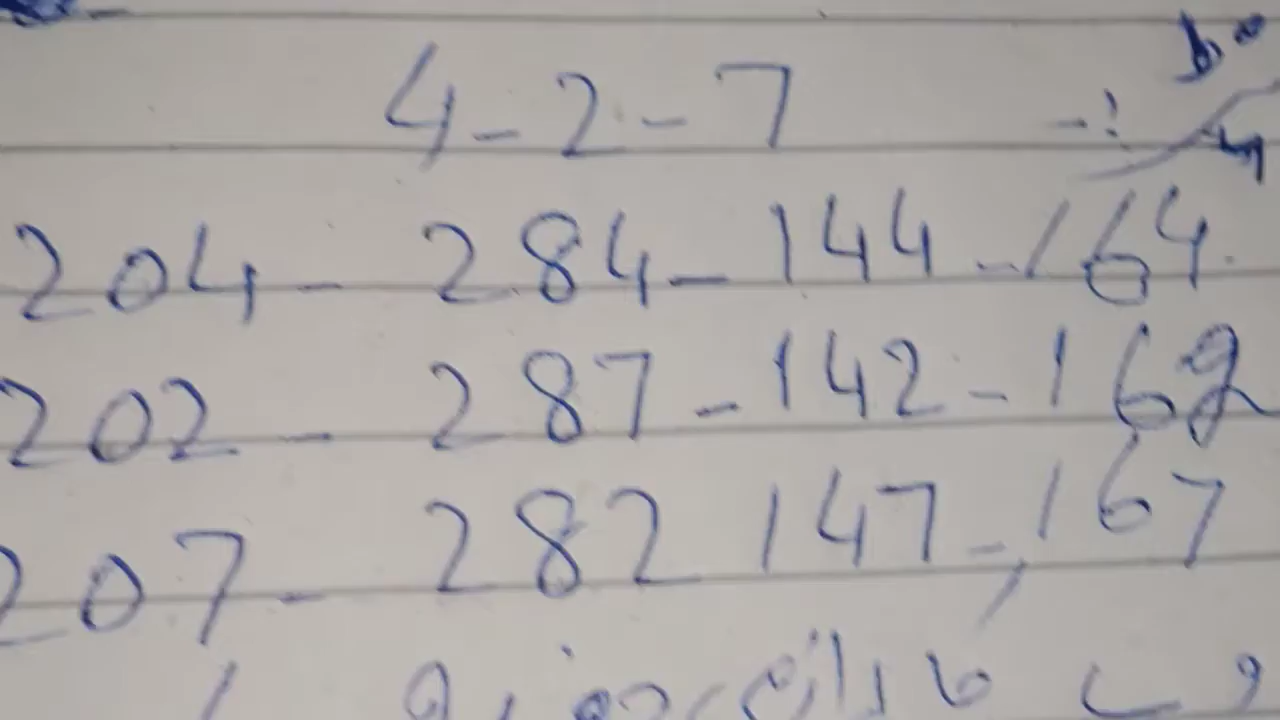 4-2-7
204 - 284 - 144 - 164
202 - 287 - 142 - 162
207 - 282 147 - 167